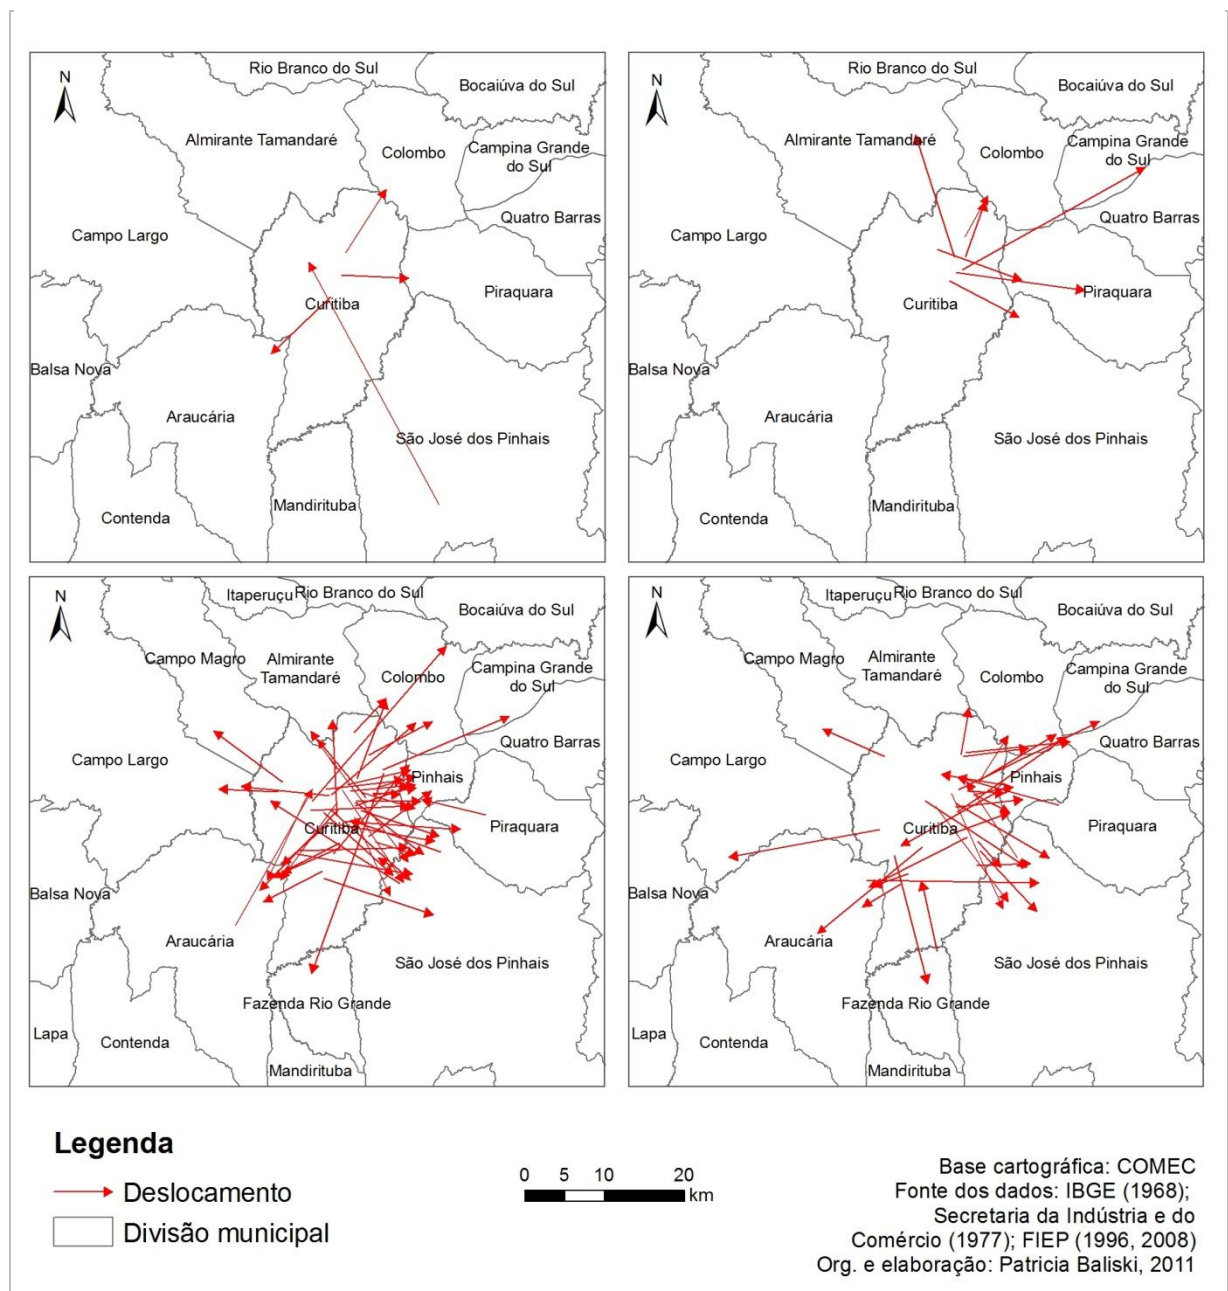 Rio Branco do Sul
N
Bocaiúva do Sul
Almirante Tamandaré
Colombo
Campina Grande
do Sul
Quatro Barras
Campo Largo
Piraquara
Curitiba
Balsa Nova
Araucária
São José dos Pinhais
Mandirituba
Contenda
Rio Branco do Sul
N
Bocaiúva do Sul
Almirante Tamandaré
Colombo
Campina Grande
do Sul
Quatro Barras
Campo Largo
Piraquara
Curitiba
Balsa Nova
Araucária
São José dos Pinhais
Mandirituba
Contenda
Itaperuçu
Rio Branco do Sul
N
Bocaiúva do Sul
Campo Magro
Almirante
Tamandaré
Colombo
Campina Grande
do Sul
Quatro Barras
Campo Largo
Pinhais
Curitiba
Piraquara
Balsa Nova
Araucária
São José dos Pinhais
Fazenda Rio Grande
Lapa
Contenda
Mandirituba
Itaperuçu
Rio Branco do Sul
N
Bocaiúva do Sul
Campo Magro
Almirante
Tamandaré
Colombo
Campina Grande
do Sul
Quatro Barras
Campo Largo
Pinhais
Curitiba
Piraquara
Balsa Nova
Araucária
São José dos Pinhais
Fazenda Rio Grande
Lapa
Contenda
Mandirituba
Legenda
Deslocamento
Divisão municipal
0 5 10 20
km
Base cartográfica: COMEC
Fonte dos dados: IBGE (1968);
Secretaria da Indústria e do
Comércio (1977); FIEP (1996, 2008)
Org. e elaboração: Patricia Baliski, 2011